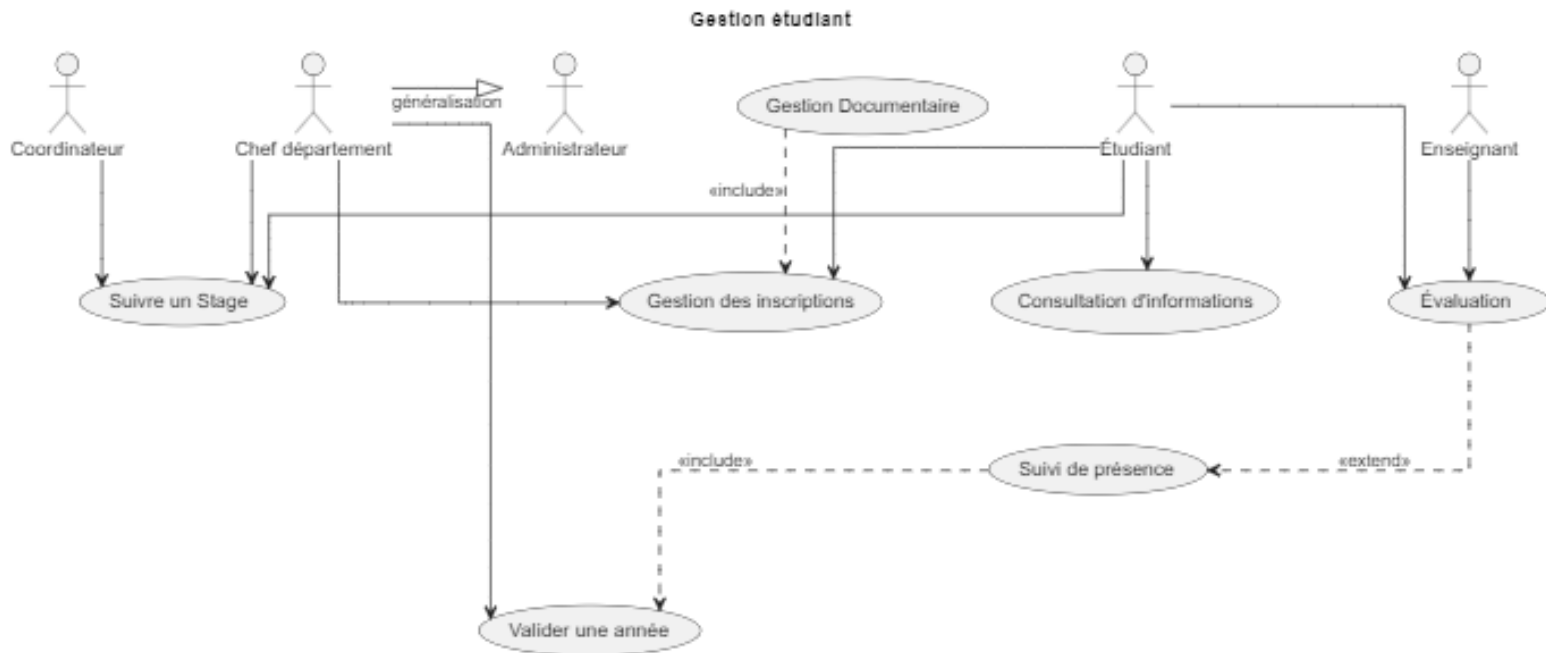 Gestion étudiant
généralisation
Gestion Documentaire
Coordinateur
Chef département
Administrateur
Étudiant
Enseignant
«include»
Suivre un Stage
Gestion des inscriptions
Consultation d'informations
Évaluation
«include»
Suivi de présence
«extend»
Valider une année